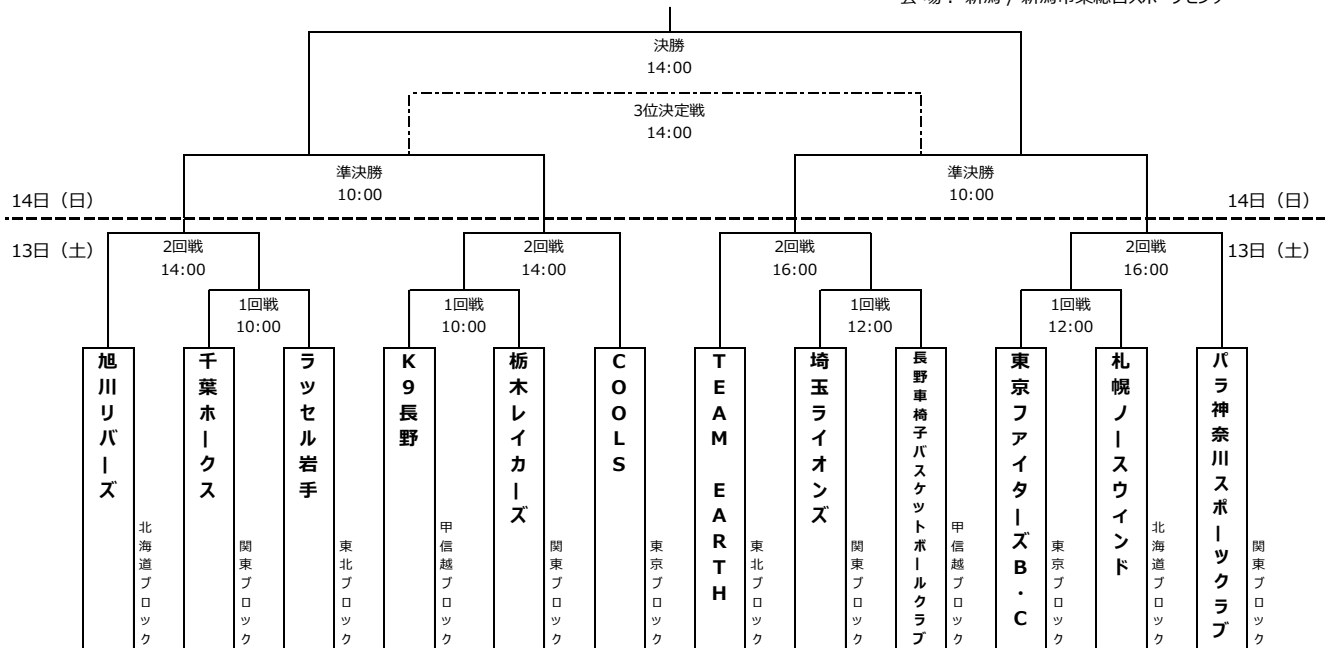 決勝
14:00
3位決定戦
14:00
準決勝
10:00
準決勝
10:00
14日（日）
14日（日）
13日（土）
13日（土）
2回戦
14:00
2回戦
14:00
2回戦
16:00
2回戦
16:00
1回戦
10:00
1回戦
10:00
1回戦
12:00
1回戦
12:00
旭川リバーズ
北海道ブロック
千葉ホークス
関東ブロック
ラッセル岩手
東北ブロック
K9長野
甲信越ブロック
栃木レイカーズ
関東ブロック
COOLS
東京ブロック
TEAM EARTH
東北ブロック
埼玉ライオンズ
関東ブロック
長野車椅子バスケットボールクラブ
甲信越ブロック
東京ファイターズB・C
東京ブロック
札幌ノースウインド
北海道ブロック
パラ神奈川スポーツクラブ
関東ブロック